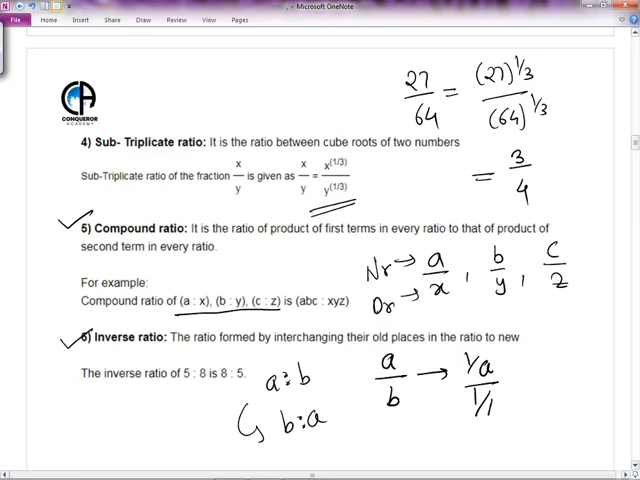 , - Microsoft OneNote
File Home Insert Share Draw Review View
CONQUEROR
ACADEMY
27/64 = (27)^1/3 / (64)^1/3
= 3/4
4) Sub- Triplicate ratio: It is the ratio between cube roots of two numbers
Sub-Triplicate ratio of the fraction x/y is given as x/y = x^(1/3) / y^(1/3)
5) Compound ratio: It is the ratio of product of first terms in every ratio to that of product of
second term in every ratio.
For example:
Compound ratio of (a : x), (b : y), (c : z) is (abc : xyz)
Nr → a/x , b/y , c/z
Dr →
6) Inverse ratio: The ratio formed by interchanging their old places in the ratio to new
The inverse ratio of 5 : 8 is 8 : 5.
a : b
b : a
a/b → 1/a / 1/